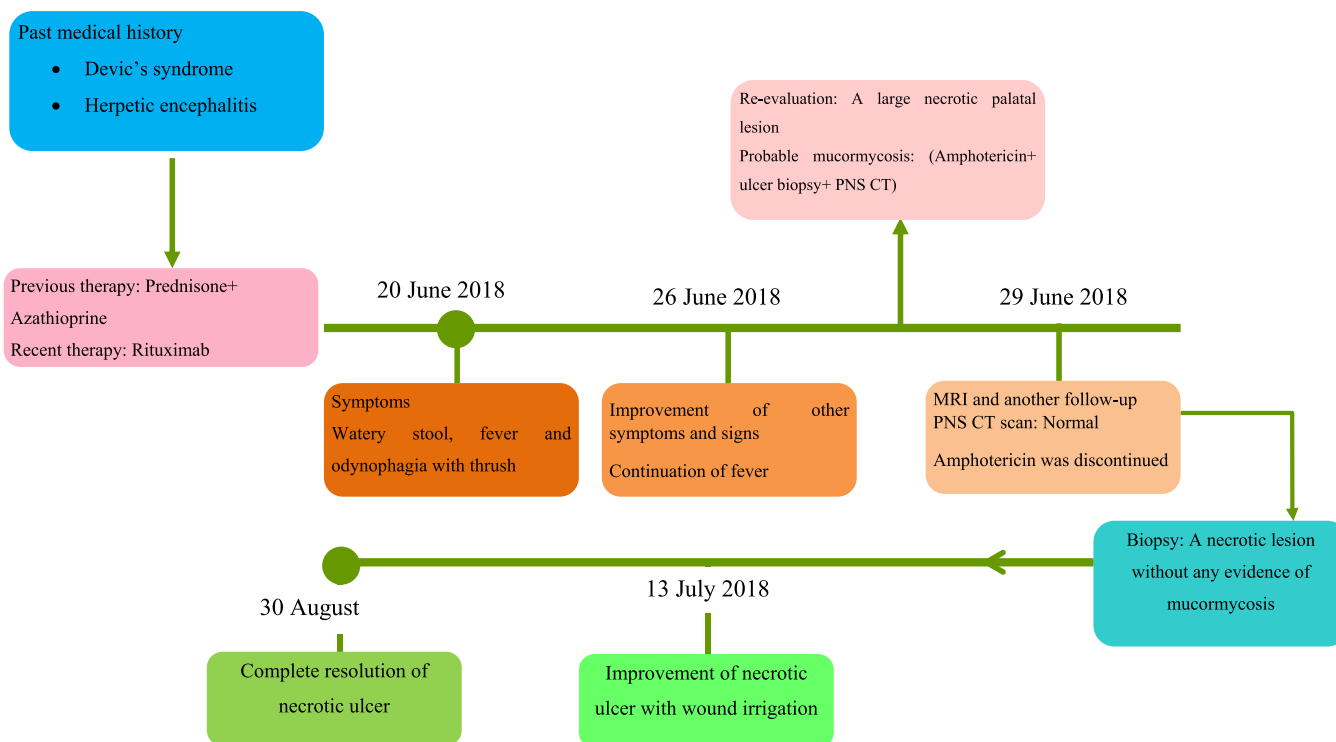 Past medical history
• Devic’s syndrome
• Herpetic encephalitis
Re-evaluation: A large necrotic palatal
lesion
Probable mucormycosis: (Amphotericin+
ulcer biopsy+ PNS CT)
Previous therapy: Prednisone+
Azathioprine
Recent therapy: Rituximab
20 June 2018
26 June 2018
29 June 2018
Symptoms
Watery stool, fever and
odynophagia with thrush
Improvement of other
symptoms and signs
Continuation of fever
MRI and another follow-up
PNS CT scan: Normal
Amphotericin was discontinued
Biopsy: A necrotic lesion
without any evidence of
mucormycosis
13 July 2018
30 August
Improvement of necrotic
ulcer with wound irrigation
Complete resolution of
necrotic ulcer